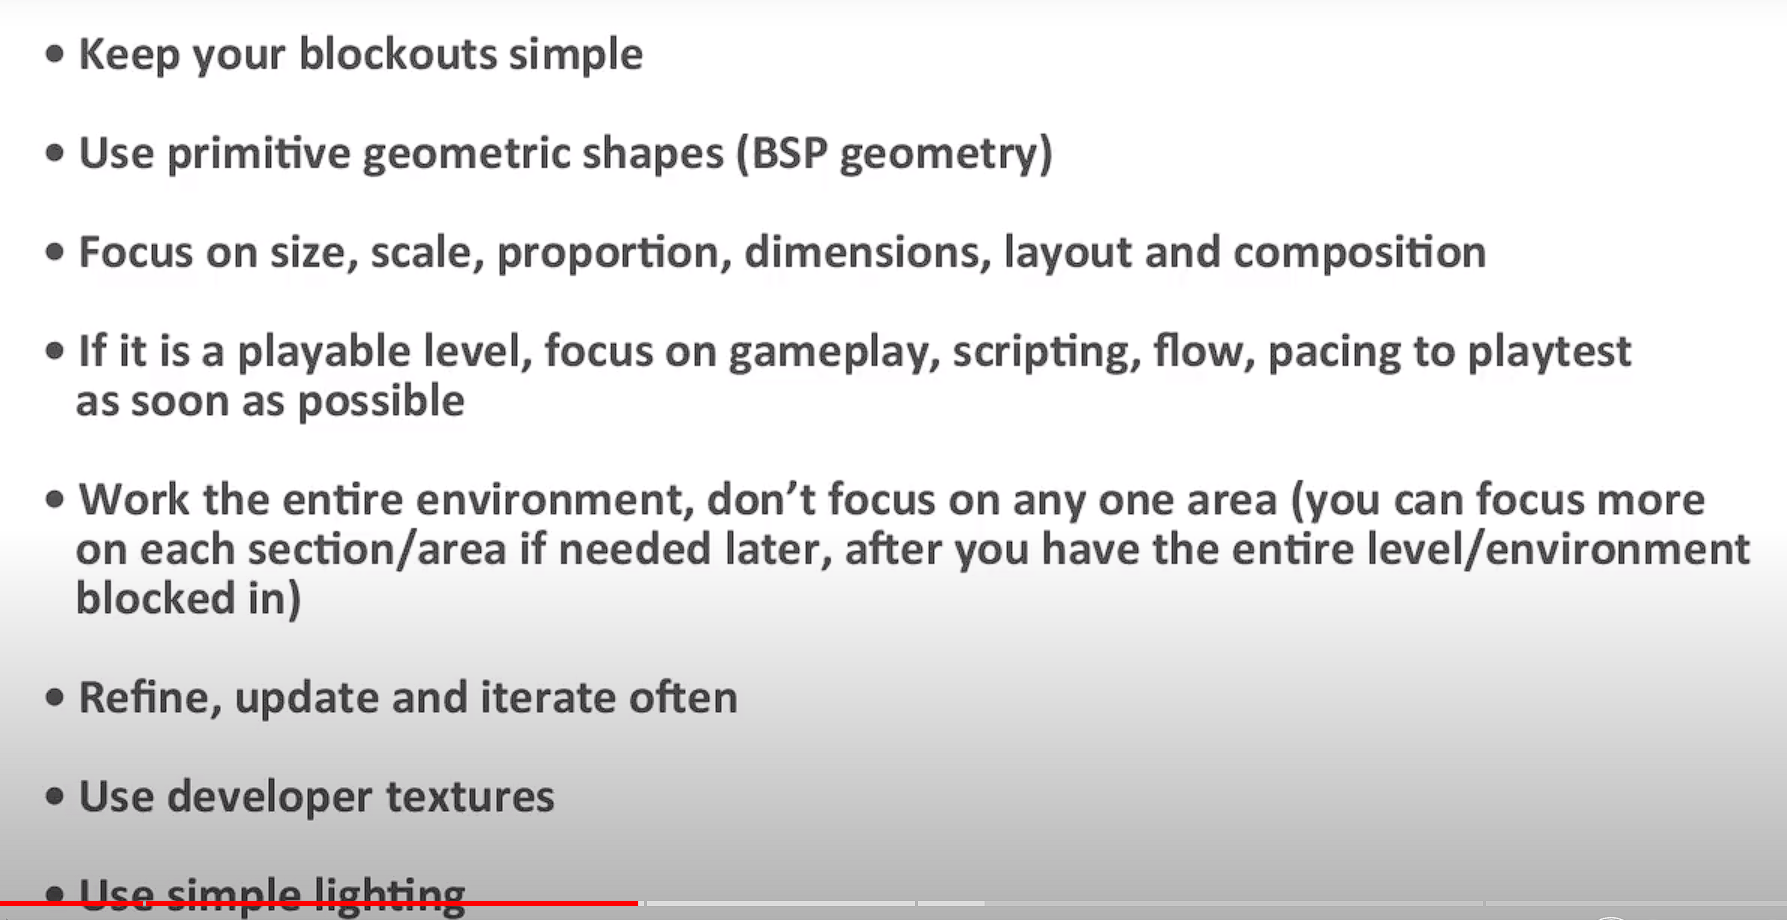 • Keep your blockouts simple
• Use primitive geometric shapes (BSP geometry)
• Focus on size, scale, proportion, dimensions, layout and composition
• If it is a playable level, focus on gameplay, scripting, flow, pacing to playtest
as soon as possible
• Work the entire environment, don’t focus on any one area (you can focus more
on each section/area if needed later, after you have the entire level/environment
blocked in)
• Refine, update and iterate often
• Use developer textures
• Use simple lighting